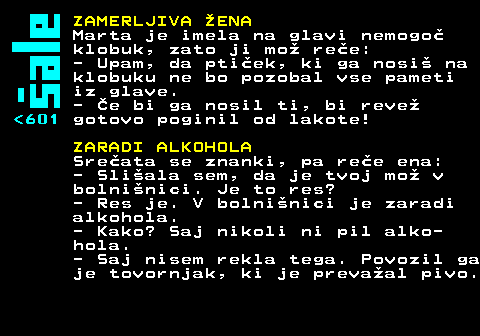 Šale
<601
ZAMERLJIVA ŽENA
Marta je imela na glavi nemogoč
klobuk, zato ji mož reče:
- Upam, da ptiček, ki ga nosiš na
klobuku ne bo pozobal vse pameti
iz glave.
- Če bi ga nosil ti, bi revež
gotovo poginil od lakote!
ZARADI ALKOHOLA
Srečata se znanki, pa reče ena:
- Slišala sem, da je tvoj mož v
bolnišnici. Je to res?
- Res je. V bolnišnici je zaradi
alkohola.
- Kako? Saj nikoli ni pil alko-
hola.
- Saj nisem rekla tega. Povozil ga
je tovornjak, ki je prevažal pivo.